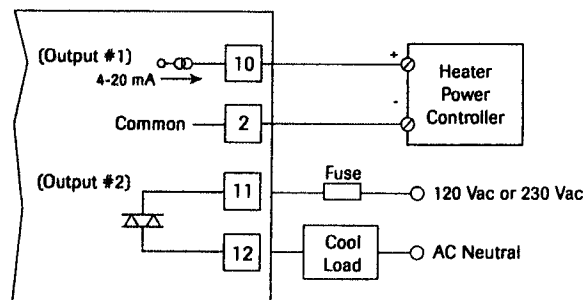 (Output #1)
4-20 mA
10
+
Heater
Power
Controller
Common
2
-
(Output #2)
11
Fuse
120 Vac or 230 Vac
12
Cool
Load
AC Neutral